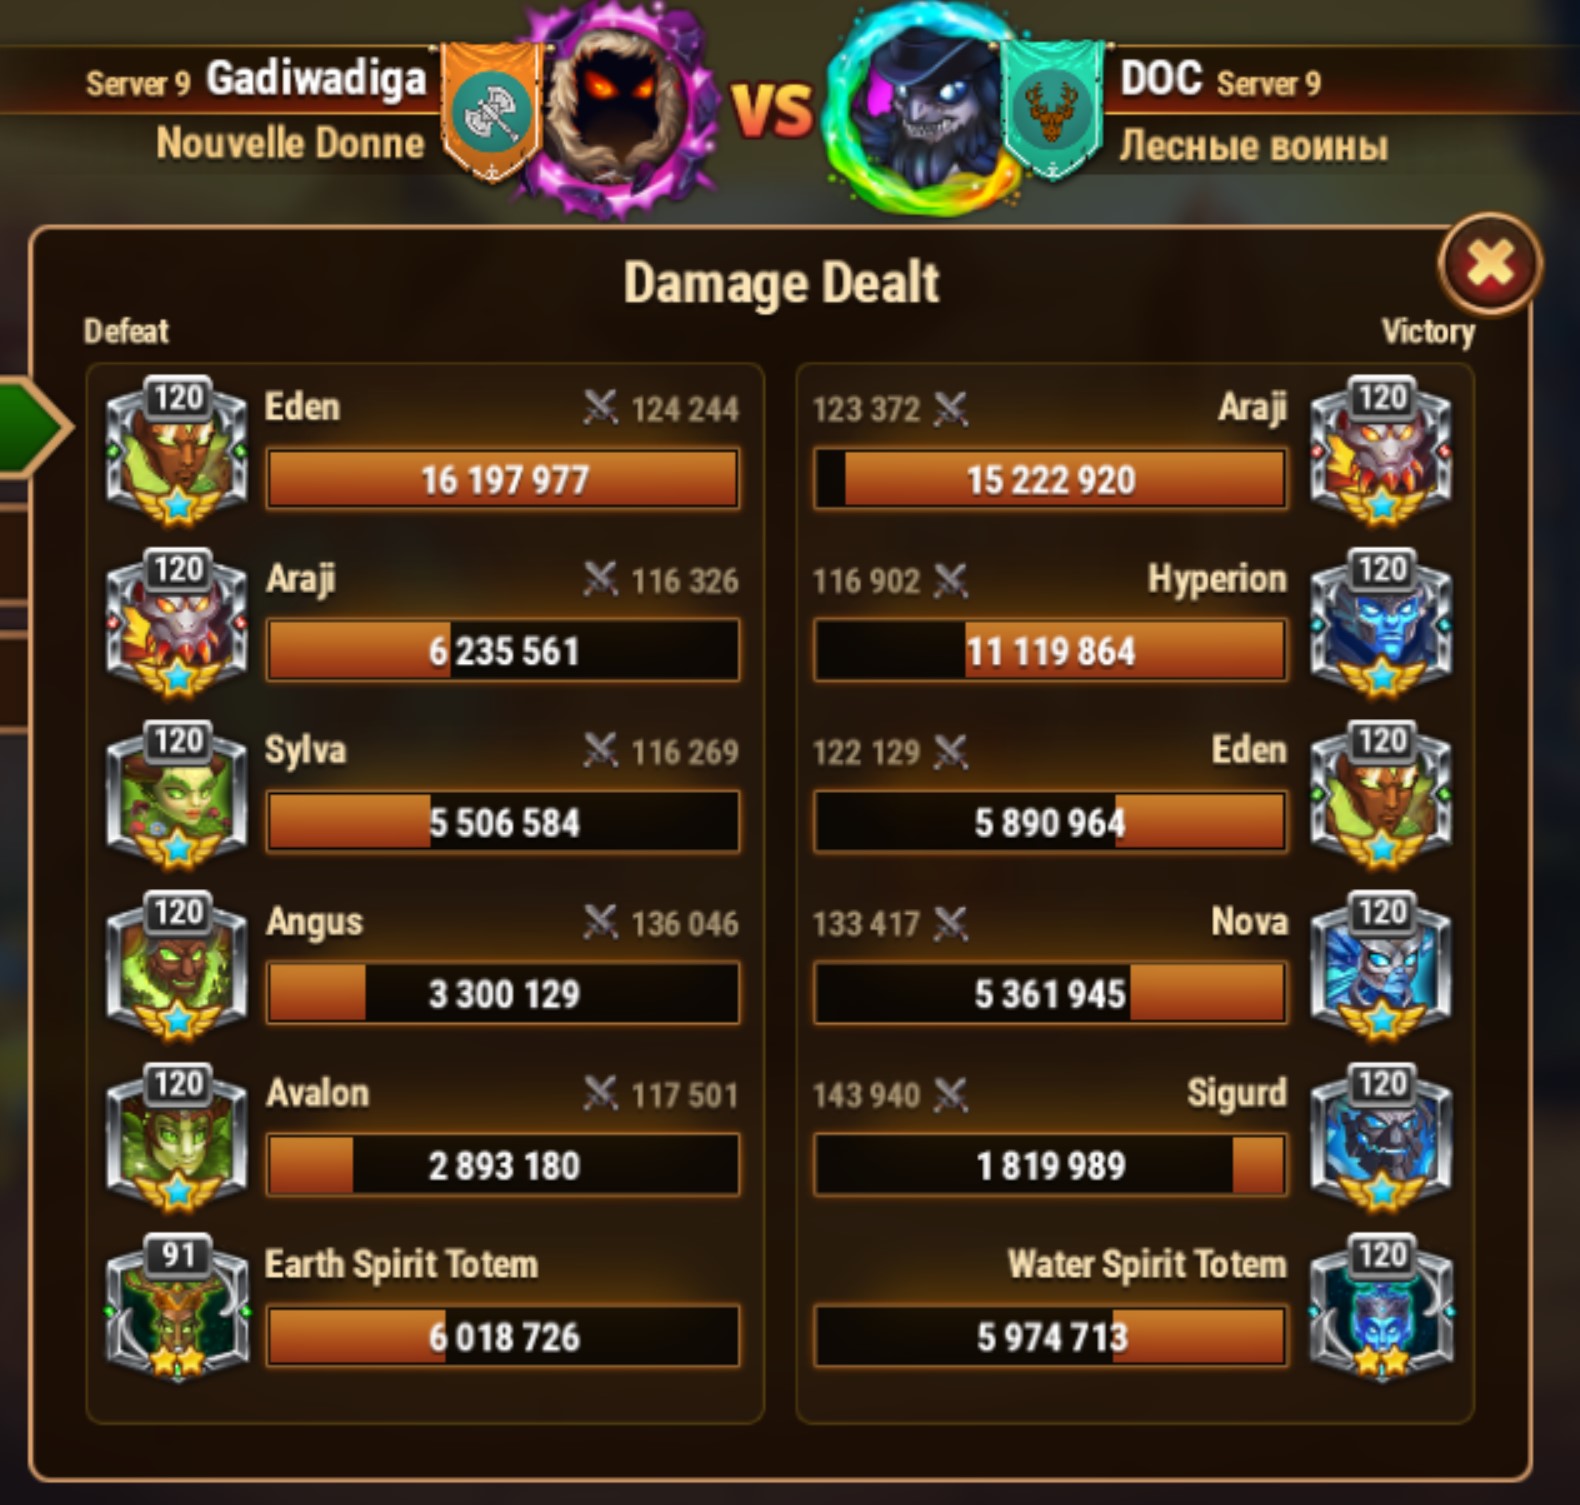 Server 9 Gadiwadiga VS DOC Server 9
Nouvelle Donne Лесные воины
Damage Dealt
Defeat Victory
120 Eden 124 244
16 197 977
120 Araji 116 326
6 235 561
120 Sylva 116 269
5 506 584
120 Angus 136 046
3 300 129
120 Avalon 117 501
2 893 180
91 Earth Spirit Totem
6 018 726
123 372 Araji 120
15 222 920
116 902 Hyperion 120
11 119 864
122 129 Eden 120
5 890 964
133 417 Nova 120
5 361 945
143 940 Sigurd 120
1 819 989
Water Spirit Totem 120
5 974 713